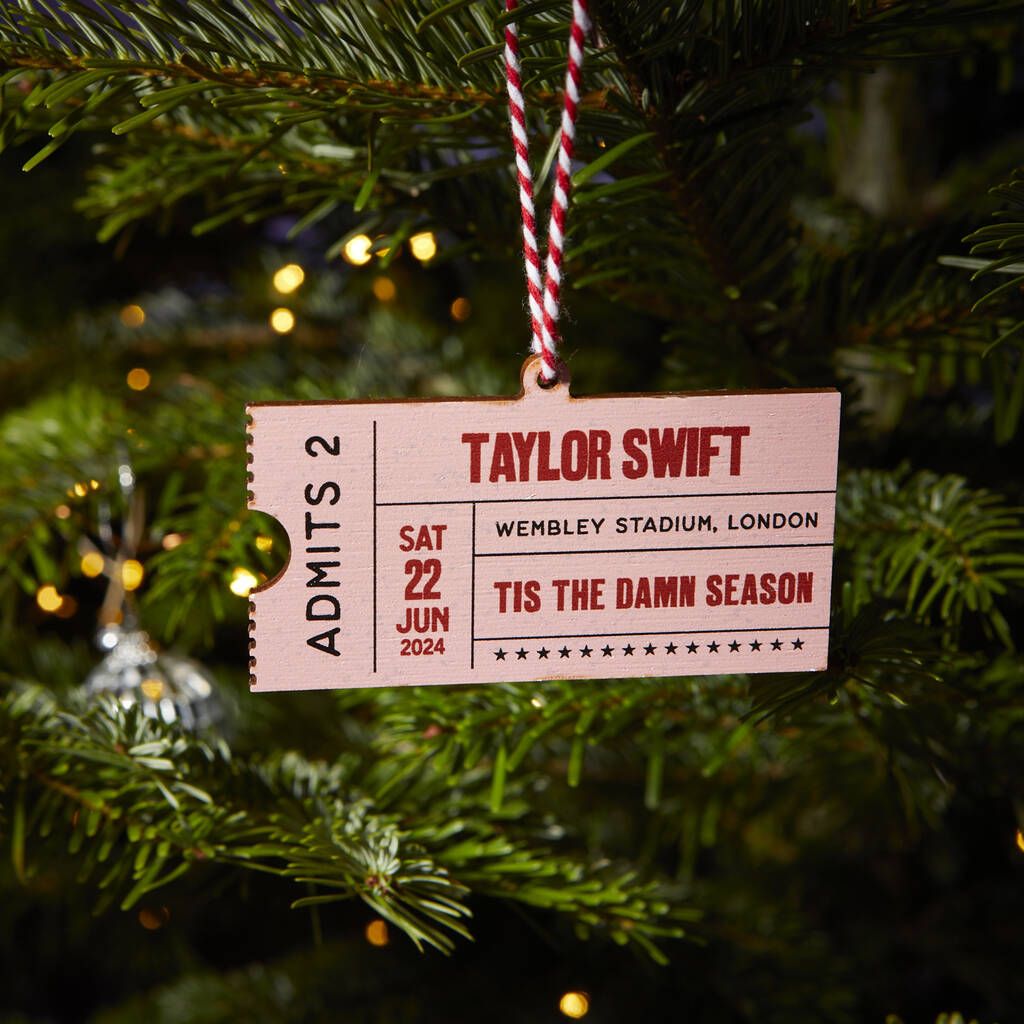 ADMITS 2
TAYLOR SWIFT
SAT
22
JUN
2024
WEMBLEY STADIUM, LONDON
TIS THE DAMN SEASON